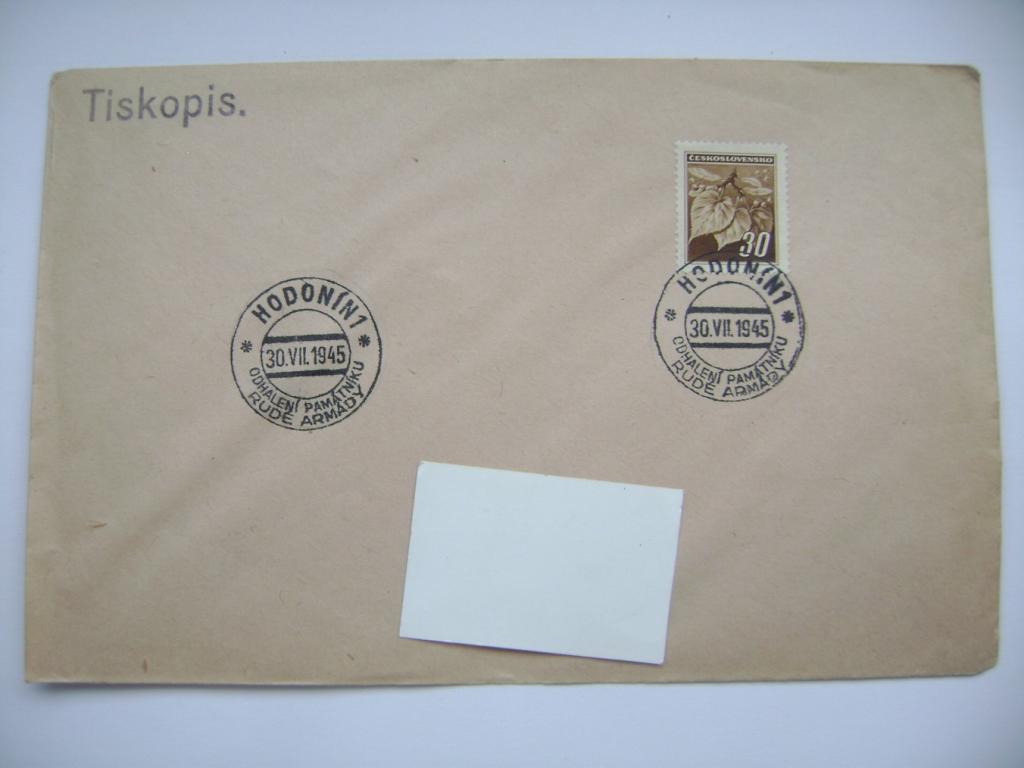 Tiskopis.
ČESKOSLOVENSKO
30
HODONÍN 1
30.VII.1945
ODHALENÍ PAMÁTNÍKU
RUDÉ ARMÁDY
HODONÍN 1
30.VII.1945
ODHALENÍ PAMÁTNÍKU
RUDÉ ARMÁDY